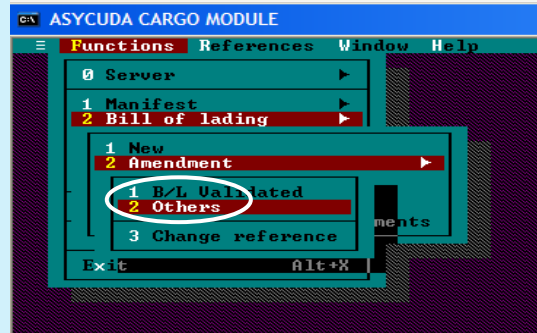 ASYCUDA CARGO MODULE
≡ Functions References Window Help
0 Server ►
1 Manifest ►
2 Bill of lading ►
1 New
2 Amendment ►
1 B/L Validated
2 Others
ments
3 Change reference
Exit Alt+X